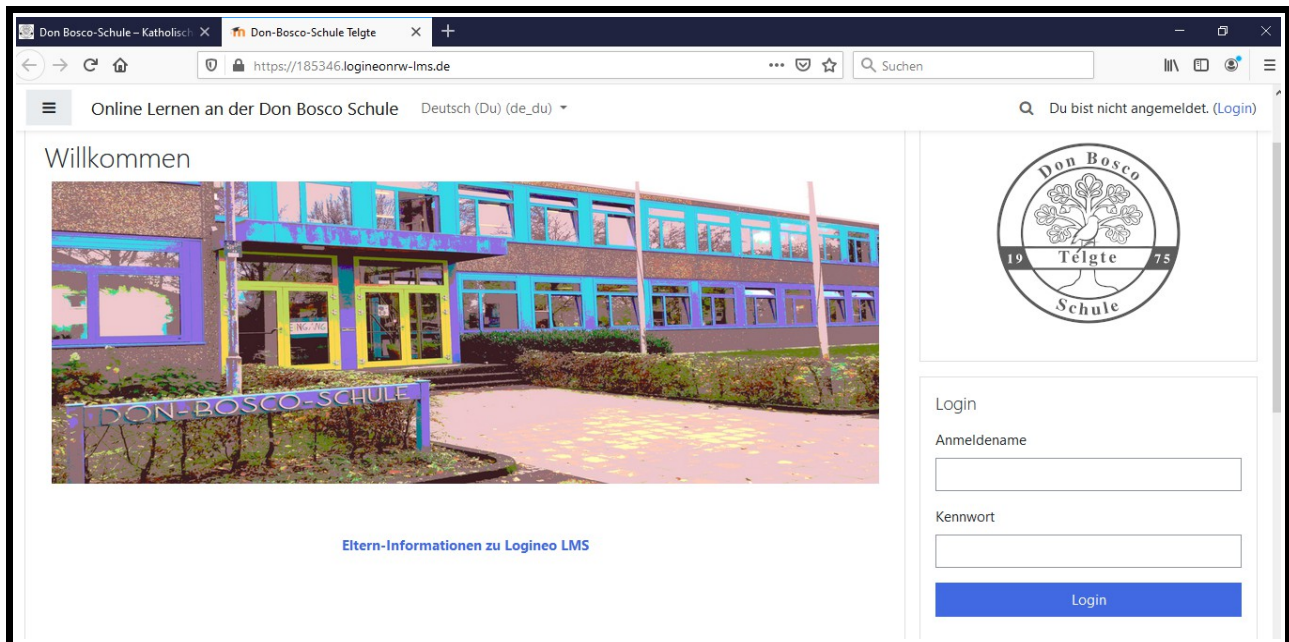 Don Bosco-Schule – Katholisch
Don-Bosco-Schule Telgte
https://185346.logineonrw-lms.de
Suchen
Online Lernen an der Don Bosco Schule
Deutsch (Du) (de_du)
Du bist nicht angemeldet. (Login)
Willkommen
EINGANG
DON-BOSCO-SCHULE
Don Bosco
19 Telgte 75
Schule
Login
Anmeldename
Kennwort
Login
Eltern-Informationen zu Logineo LMS